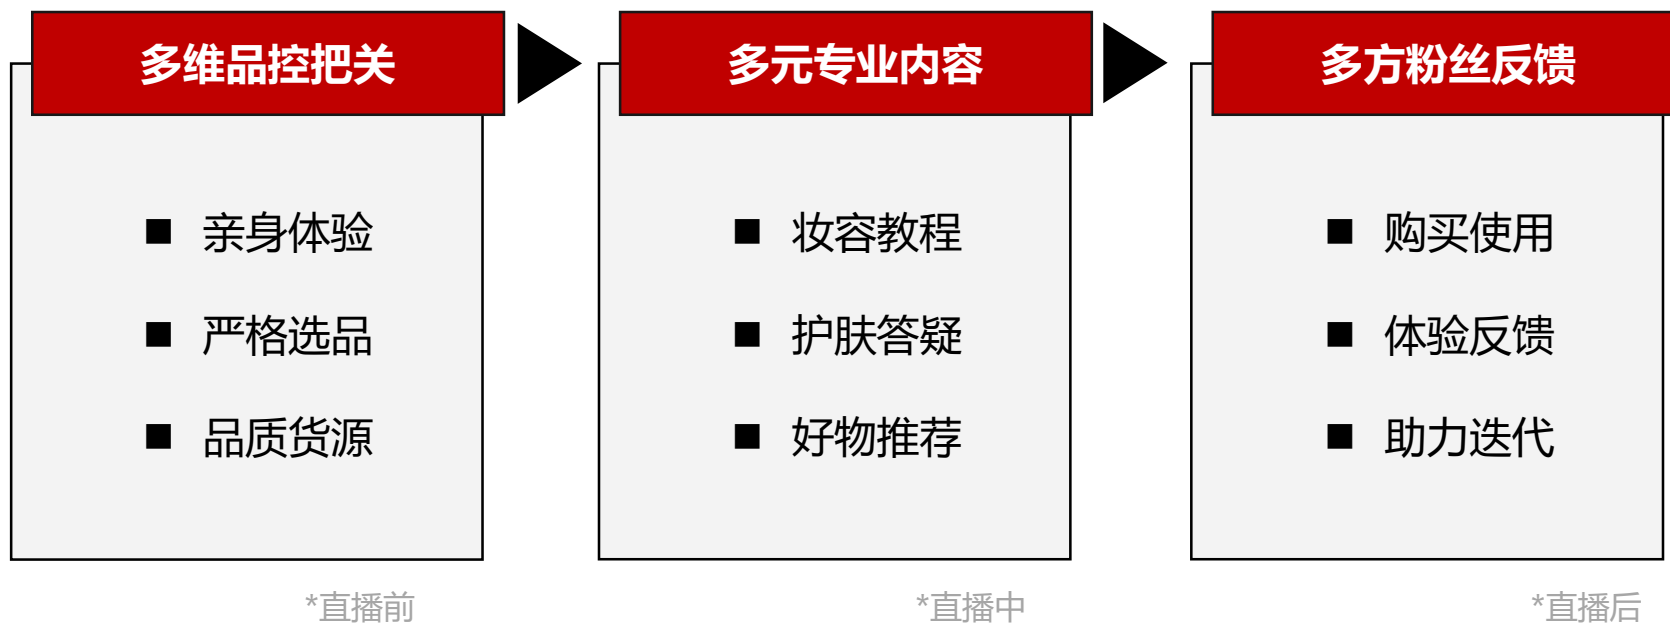 多维品控把关
亲身体验
严格选品
品质货源
*直播前
多元专业内容
妆容教程
护肤答疑
好物推荐
*直播中
多方粉丝反馈
购买使用
体验反馈
助力迭代
*直播后